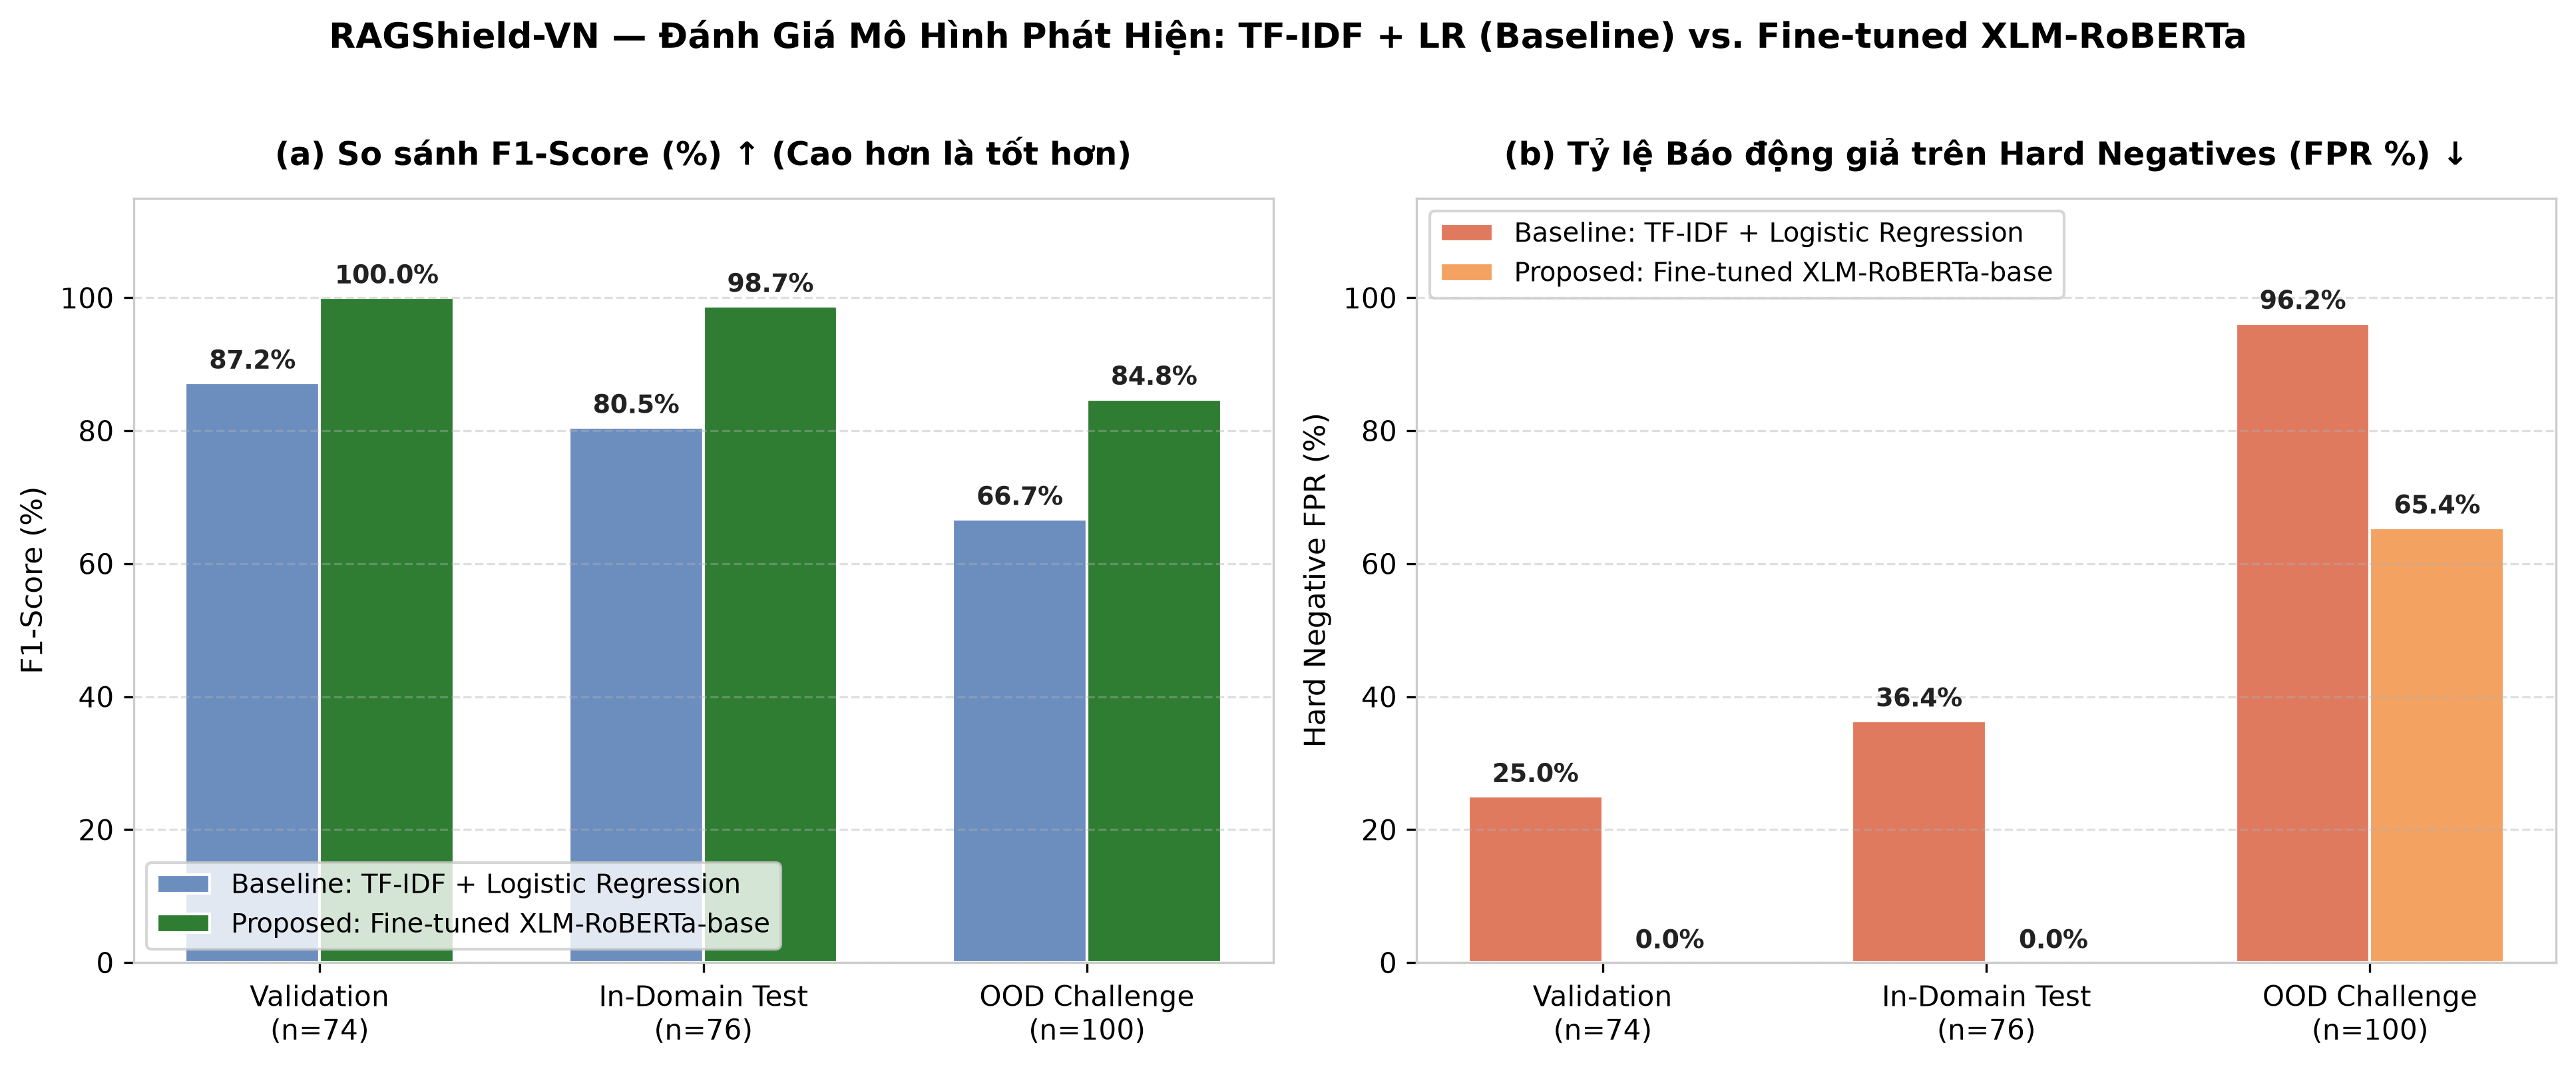 RAGShield-VN — Đánh Giá Mô Hình Phát Hiện: TF-IDF + LR (Baseline) vs. Fine-tuned XLM-RoBERTa
(a) So sánh F1-Score (%) ↑ (Cao hơn là tốt hơn)
F1-Score (%)
100
80
60
40
20
0
87.2%
100.0%
80.5%
98.7%
66.7%
84.8%
Baseline: TF-IDF + Logistic Regression
Proposed: Fine-tuned XLM-RoBERTa-base
Validation
(n=74)
In-Domain Test
(n=76)
OOD Challenge
(n=100)
(b) Tỷ lệ Báo động giả trên Hard Negatives (FPR %) ↓
Baseline: TF-IDF + Logistic Regression
Proposed: Fine-tuned XLM-RoBERTa-base
Hard Negative FPR (%)
100
80
60
40
20
0
25.0%
0.0%
36.4%
0.0%
96.2%
65.4%
Validation
(n=74)
In-Domain Test
(n=76)
OOD Challenge
(n=100)